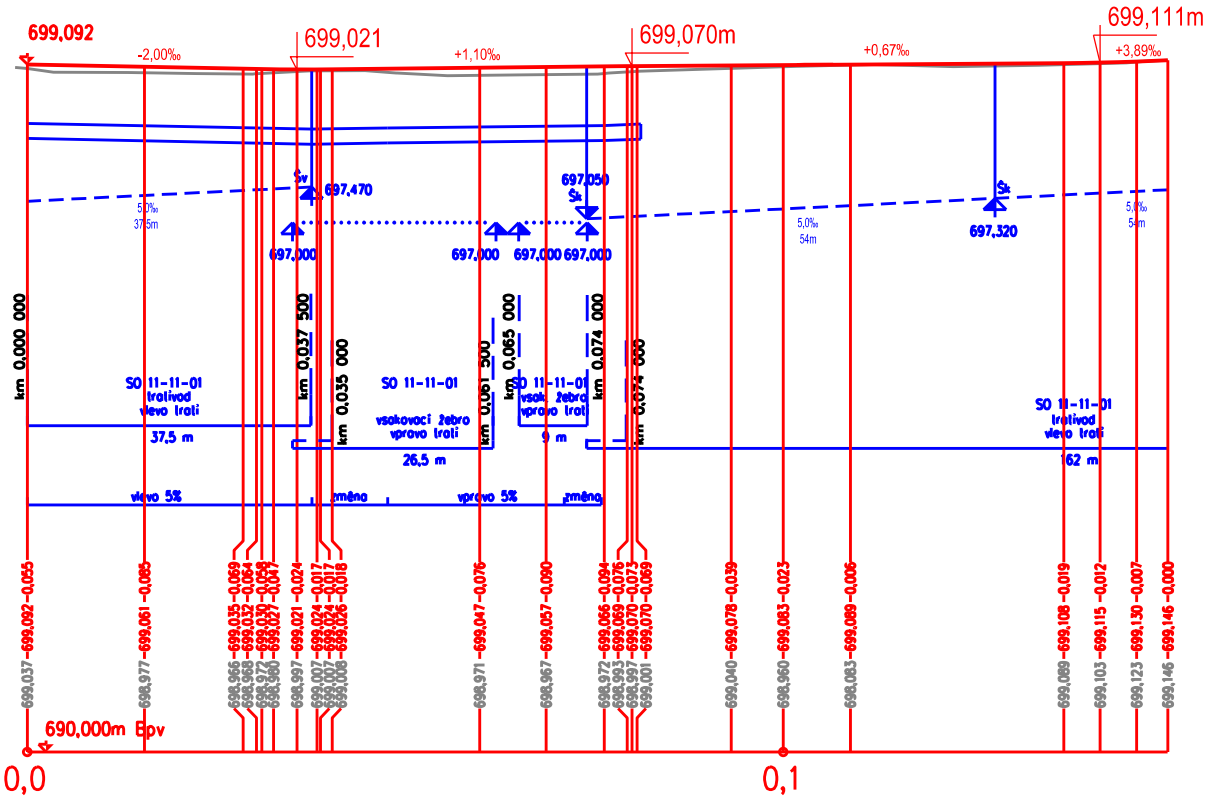 699,092
-2,00‰
699,021
+1,10‰
699,070m
+0,67‰
699,111m
+3,89‰
Šv
697,470
697,050
Šk
Šk
5,0‰
37,5m
5,0‰
54m
5,0‰
54m
697,320
697,000
697,000
697,000
697,000
km 0,000 000
km 0,037 500
km 0,035 000
km 0,061 500
km 0,065 000
km 0,074 000
km 0,074 000
SO 11-11-01
trativod
vlevo trati
37,5 m
SO 11-11-01
vsakovací žebro
vpravo trati
26,5 m
SO 11-11-01
vsak. žebro
vpravo trati
9 m
SO 11-11-01
trativod
vlevo trati
162 m
vlevo 5%
změna
vpravo 5%
změna
699,037 699,092 -0,055
698,977 699,061 -0,085
698,966 699,035 -0,069
698,968 699,032 -0,064
698,972 699,030 -0,058
698,980 699,027 -0,047
698,997 699,021 -0,024
699,007 699,024 -0,017
699,007 699,024 -0,017
699,008 699,026 -0,018
698,971 699,047 -0,076
698,967 699,057 -0,090
698,972 699,066 -0,094
698,993 699,069 -0,076
698,997 699,070 -0,073
699,001 699,070 -0,069
699,040 699,078 -0,039
698,960 699,083 -0,023
698,083 699,089 -0,006
699,089 699,108 -0,019
699,103 699,115 -0,012
699,123 699,130 -0,007
699,146 699,146 -0,000
690,000m Bpv
0,0
0,1